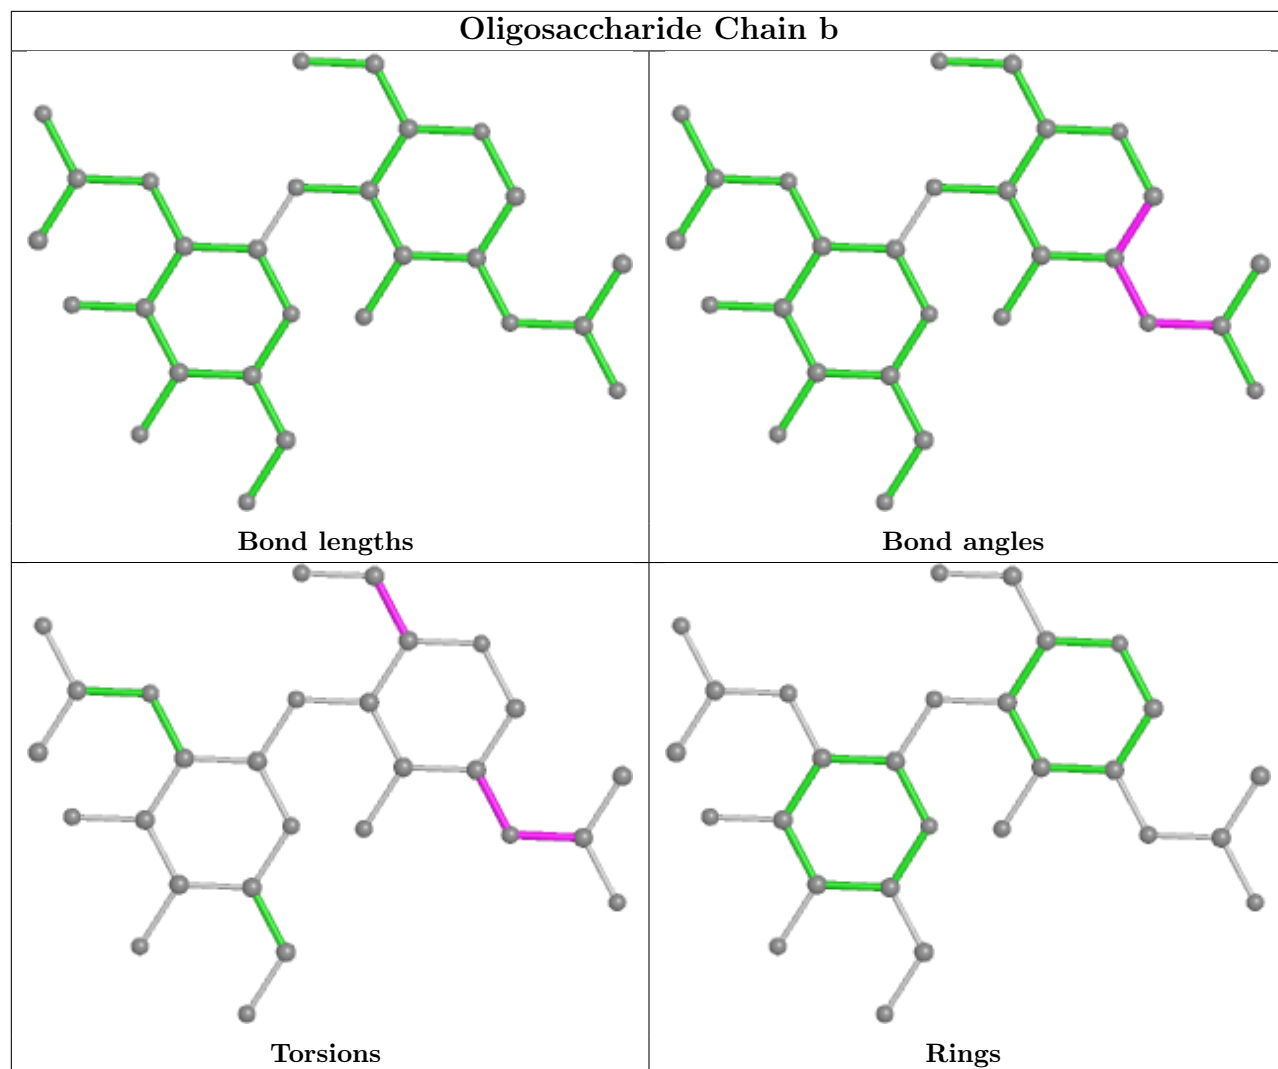 Oligosaccharide Chain b
Bond lengths
Bond angles
Torsions
Rings